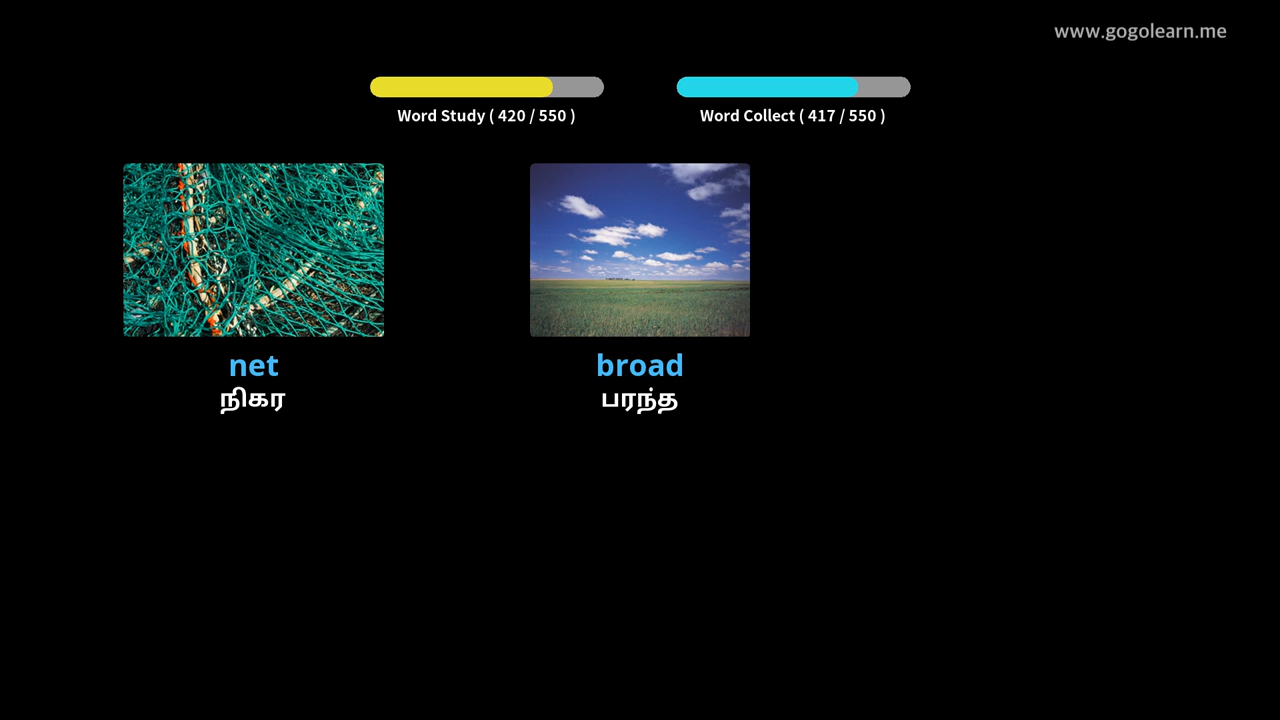 www.gogolearn.me
Word Study ( 420 / 550 )
Word Collect ( 417 / 550 )
net
நிகர
broad
பரந்த